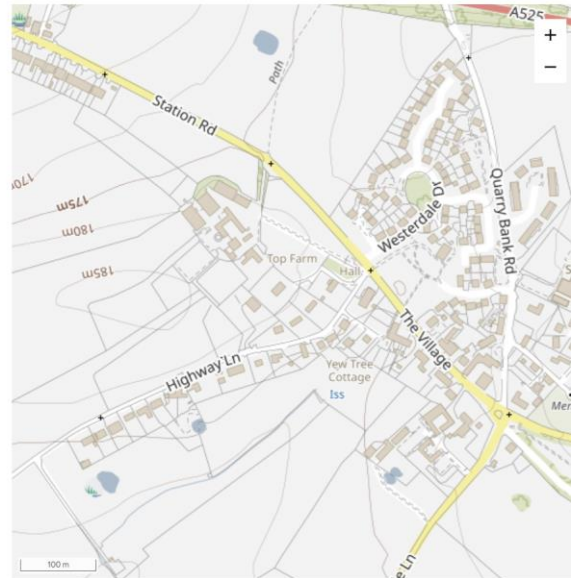 A525
+
−
Path
Station Rd
170m
175m
180m
185m
Westerdale Dr
Quarry Bank Rd
Top Farm
Hall
The Village
Highway Ln
Yew Tree
Cottage
Iss
S
Mer
e Ln
100 m